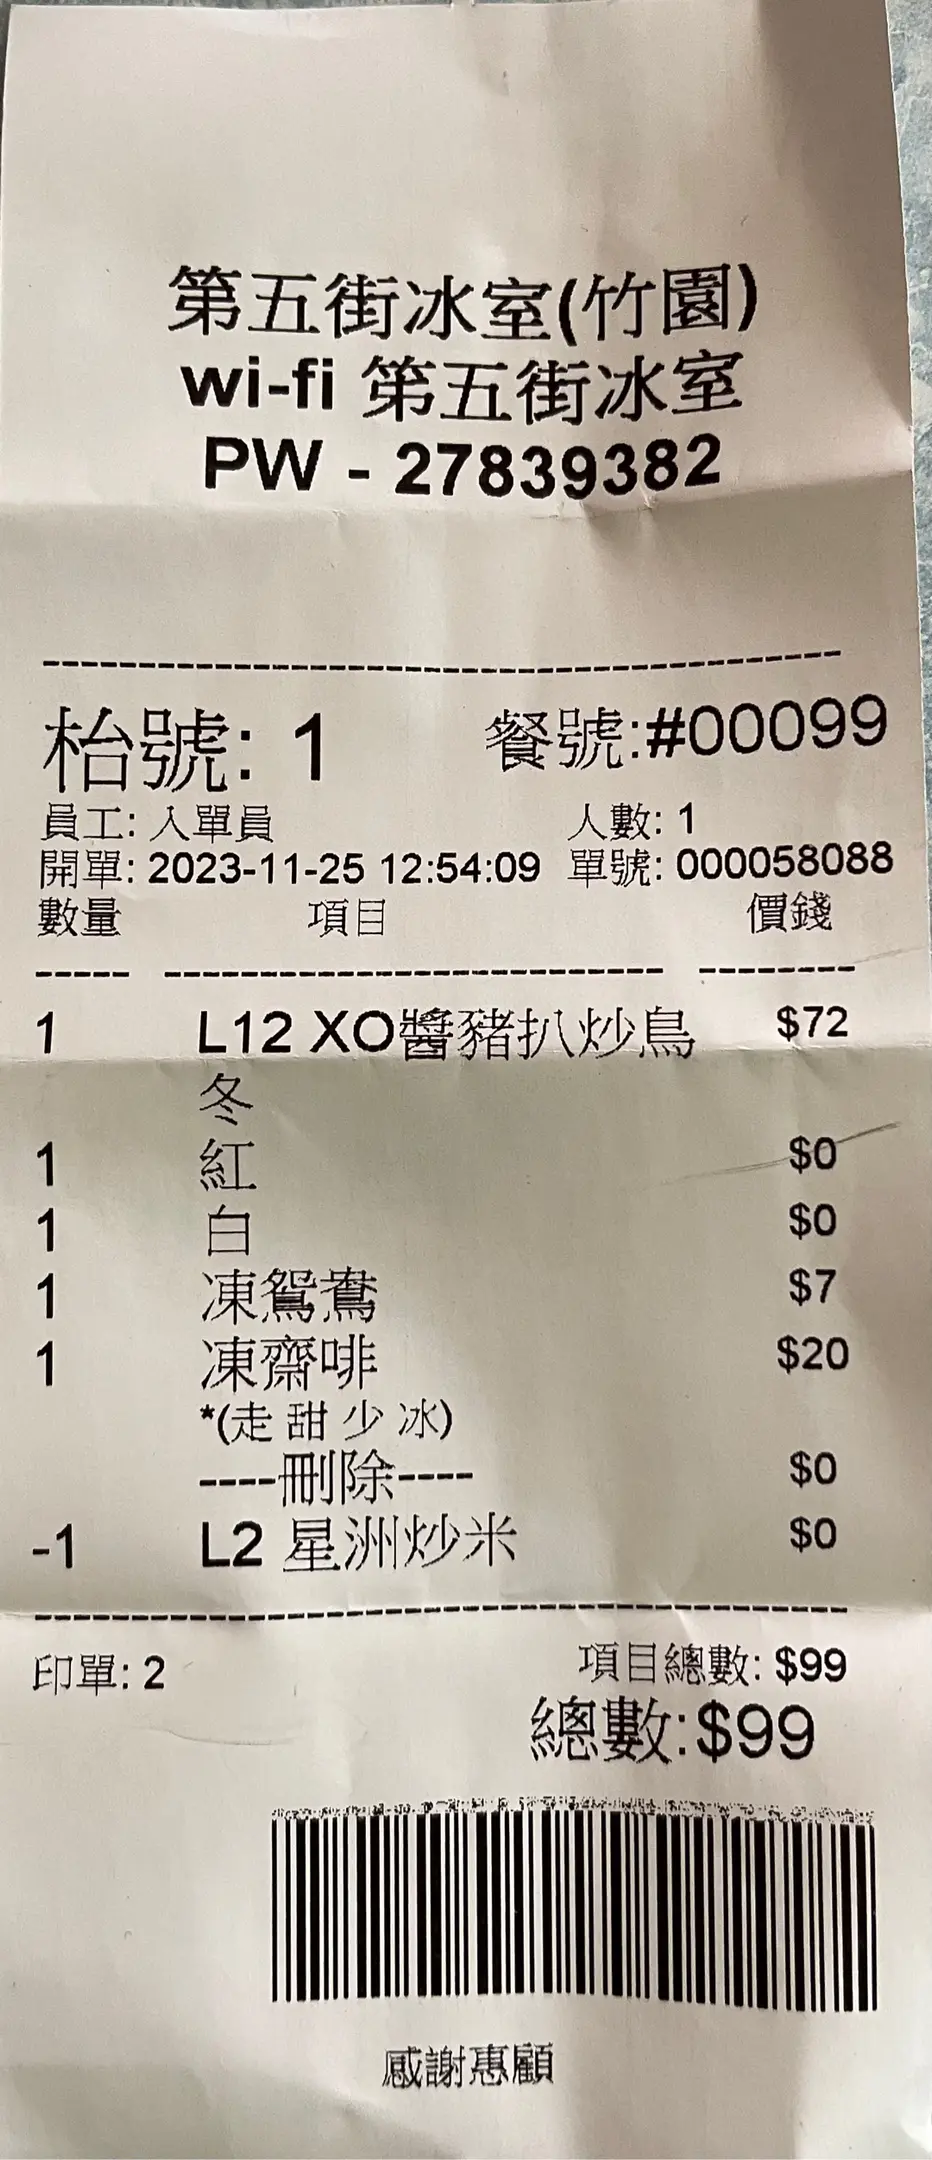 第五街冰室(竹園)
wi-fi 第五街冰室
PW - 27839382
枱號: 1 餐號:#00099
員工: 入單員 人數: 1
開單: 2023-11-25 12:54:09 單號: 000058088
數量 項目 價錢
1 L12 XO醬豬扒炒烏 $72
冬
1 紅 $0
1 白 $0
1 凍鴛鴦 $7
1 凍齋啡 $20
*(走 甜 少 冰)
----刪除---- $0
-1 L2 星洲炒米 $0
印單: 2 項目總數: $99
總數:$99
感謝惠顧